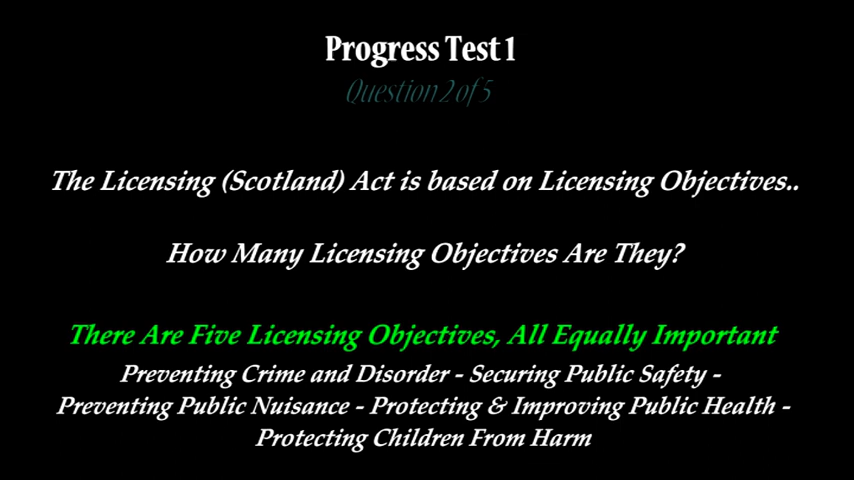 Progress Test 1
Question 2 of 5
The Licensing (Scotland) Act is based on Licensing Objectives..
How Many Licensing Objectives Are They?
There Are Five Licensing Objectives, All Equally Important
Preventing Crime and Disorder - Securing Public Safety -
Preventing Public Nuisance - Protecting & Improving Public Health -
Protecting Children From Harm